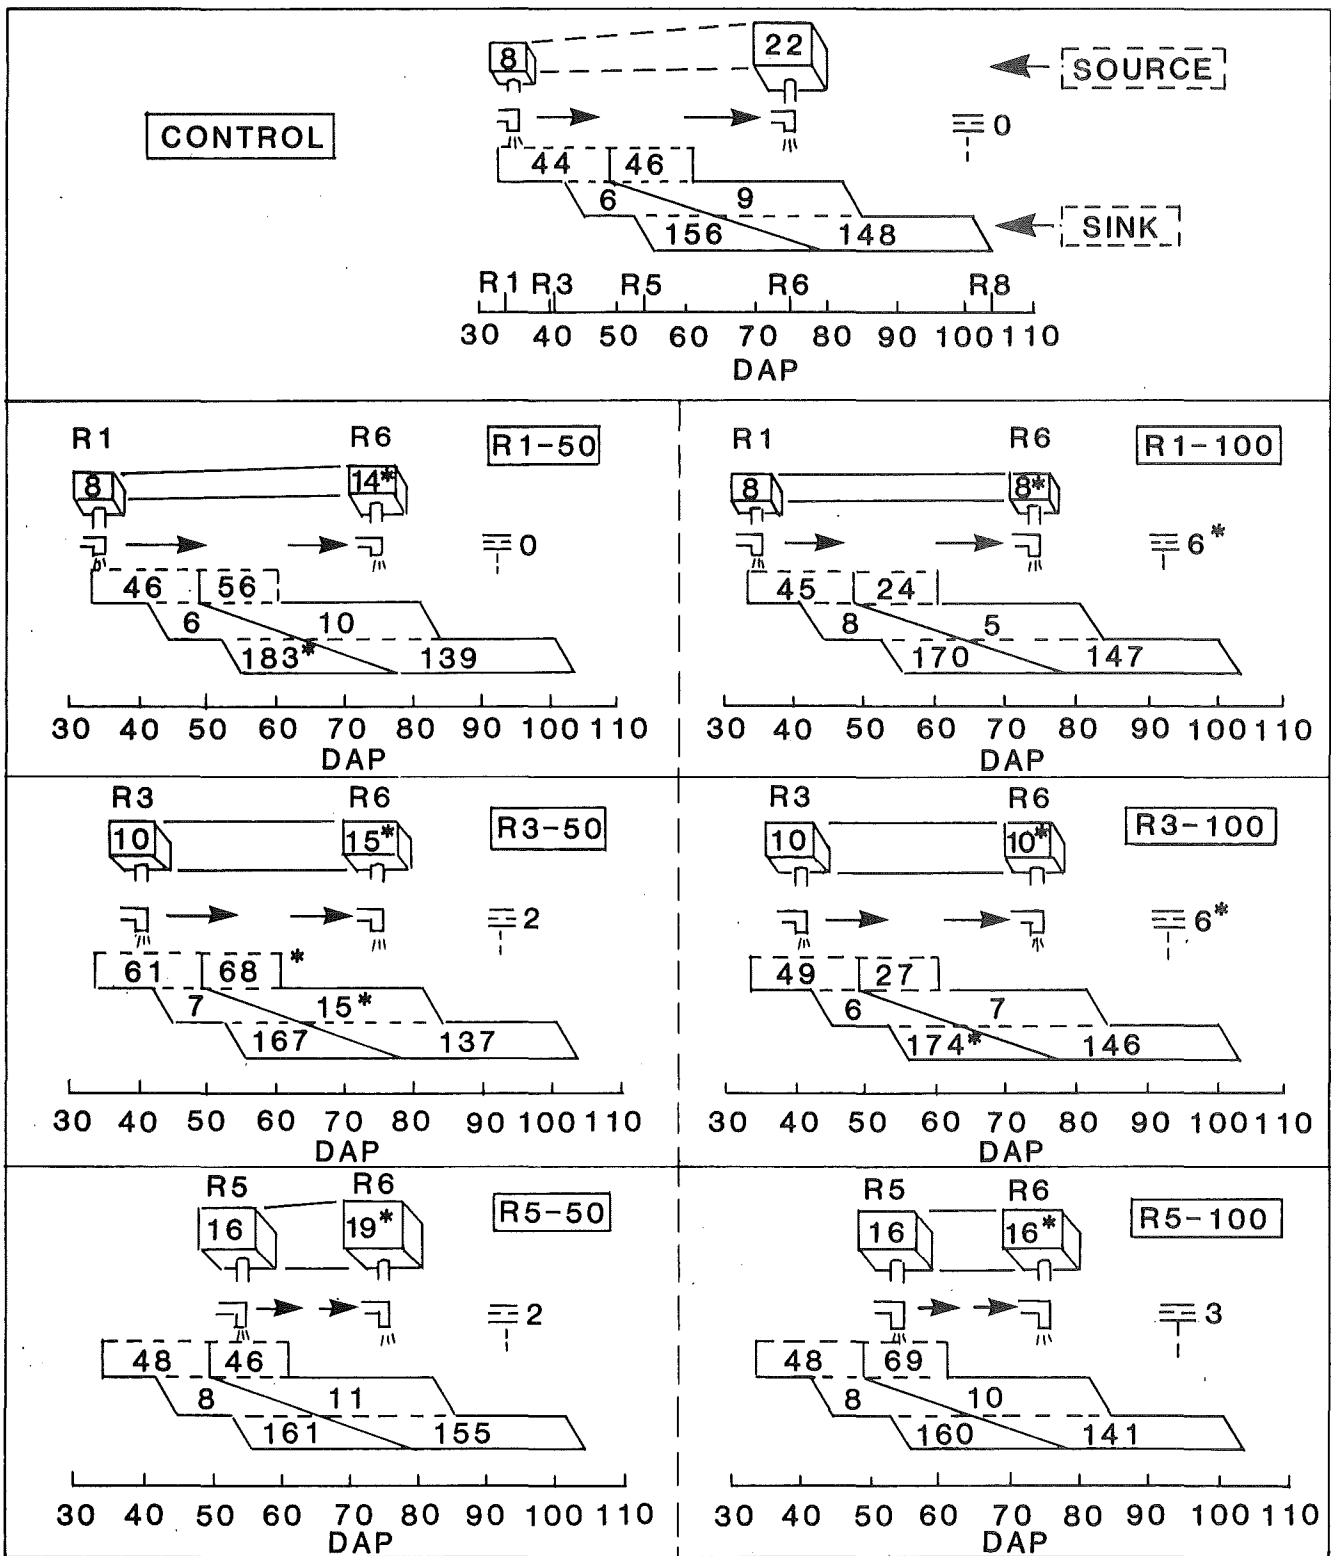 8 22 SOURCE
CONTROL
0
44 46
6 9
156 148 SINK
R1 R3 R5 R6 R8
30 40 50 60 70 80 90 100 110
DAP
R1 R6 R1-50
8 14*
0
46 56
6 10
183* 139
30 40 50 60 70 80 90 100 110
DAP
R1 R6 R1-100
8 8*
6*
45 24
8 5
170 147
30 40 50 60 70 80 90 100 110
DAP
R3 R6 R3-50
10 15*
2
61 68 *
7 15*
167 137
30 40 50 60 70 80 90 100 110
DAP
R3 R6 R3-100
10 10*
6*
49 27
6 7
174* 146
30 40 50 60 70 80 90 100 110
DAP
R5 R6 R5-50
16 19*
2
48 46
8 11
161 155
30 40 50 60 70 80 90 100 110
DAP
R5 R6 R5-100
16 16*
3
48 69
8 10
160 141
30 40 50 60 70 80 90 100 110
DAP